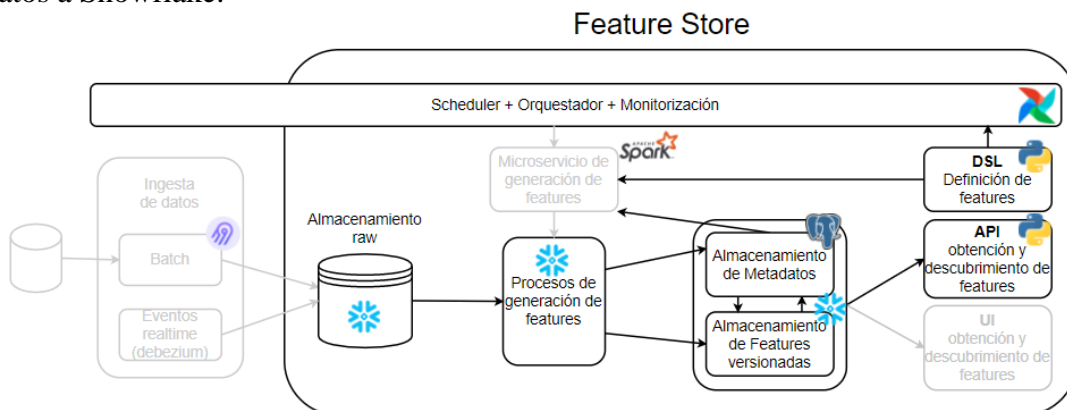 Feature Store
Scheduler + Orquestador + Monitorización
APACHE
Spark
Microservicio de
generación de
features
DSL
Definición de
features
Ingesta
de datos
Batch
Eventos
realtime
(debezium)
Almacenamiento
raw
Procesos de
generación de
features
Almacenamiento
de Metadatos
Almacenamiento
de Features
versionadas
API
obtención y
descubrimiento de
features
UI
obtención y
descubrimiento de
features